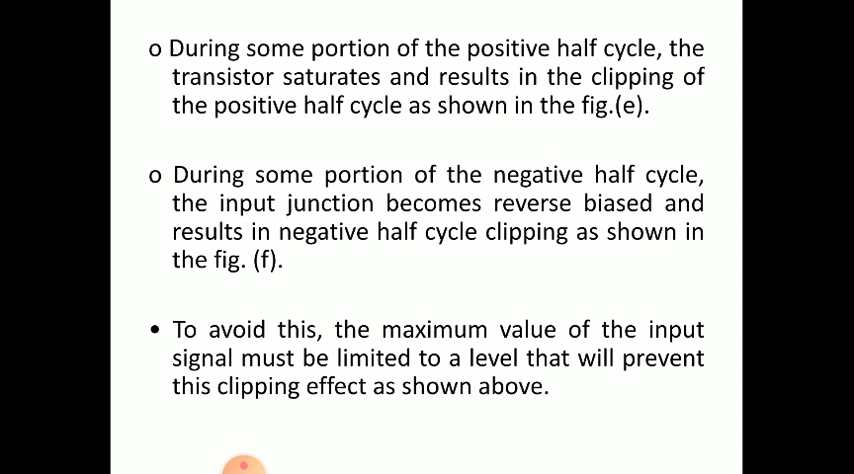 o During some portion of the positive half cycle, the
transistor saturates and results in the clipping of
the positive half cycle as shown in the fig.(e).
o During some portion of the negative half cycle,
the input junction becomes reverse biased and
results in negative half cycle clipping as shown in
the fig. (f).
• To avoid this, the maximum value of the input
signal must be limited to a level that will prevent
this clipping effect as shown above.